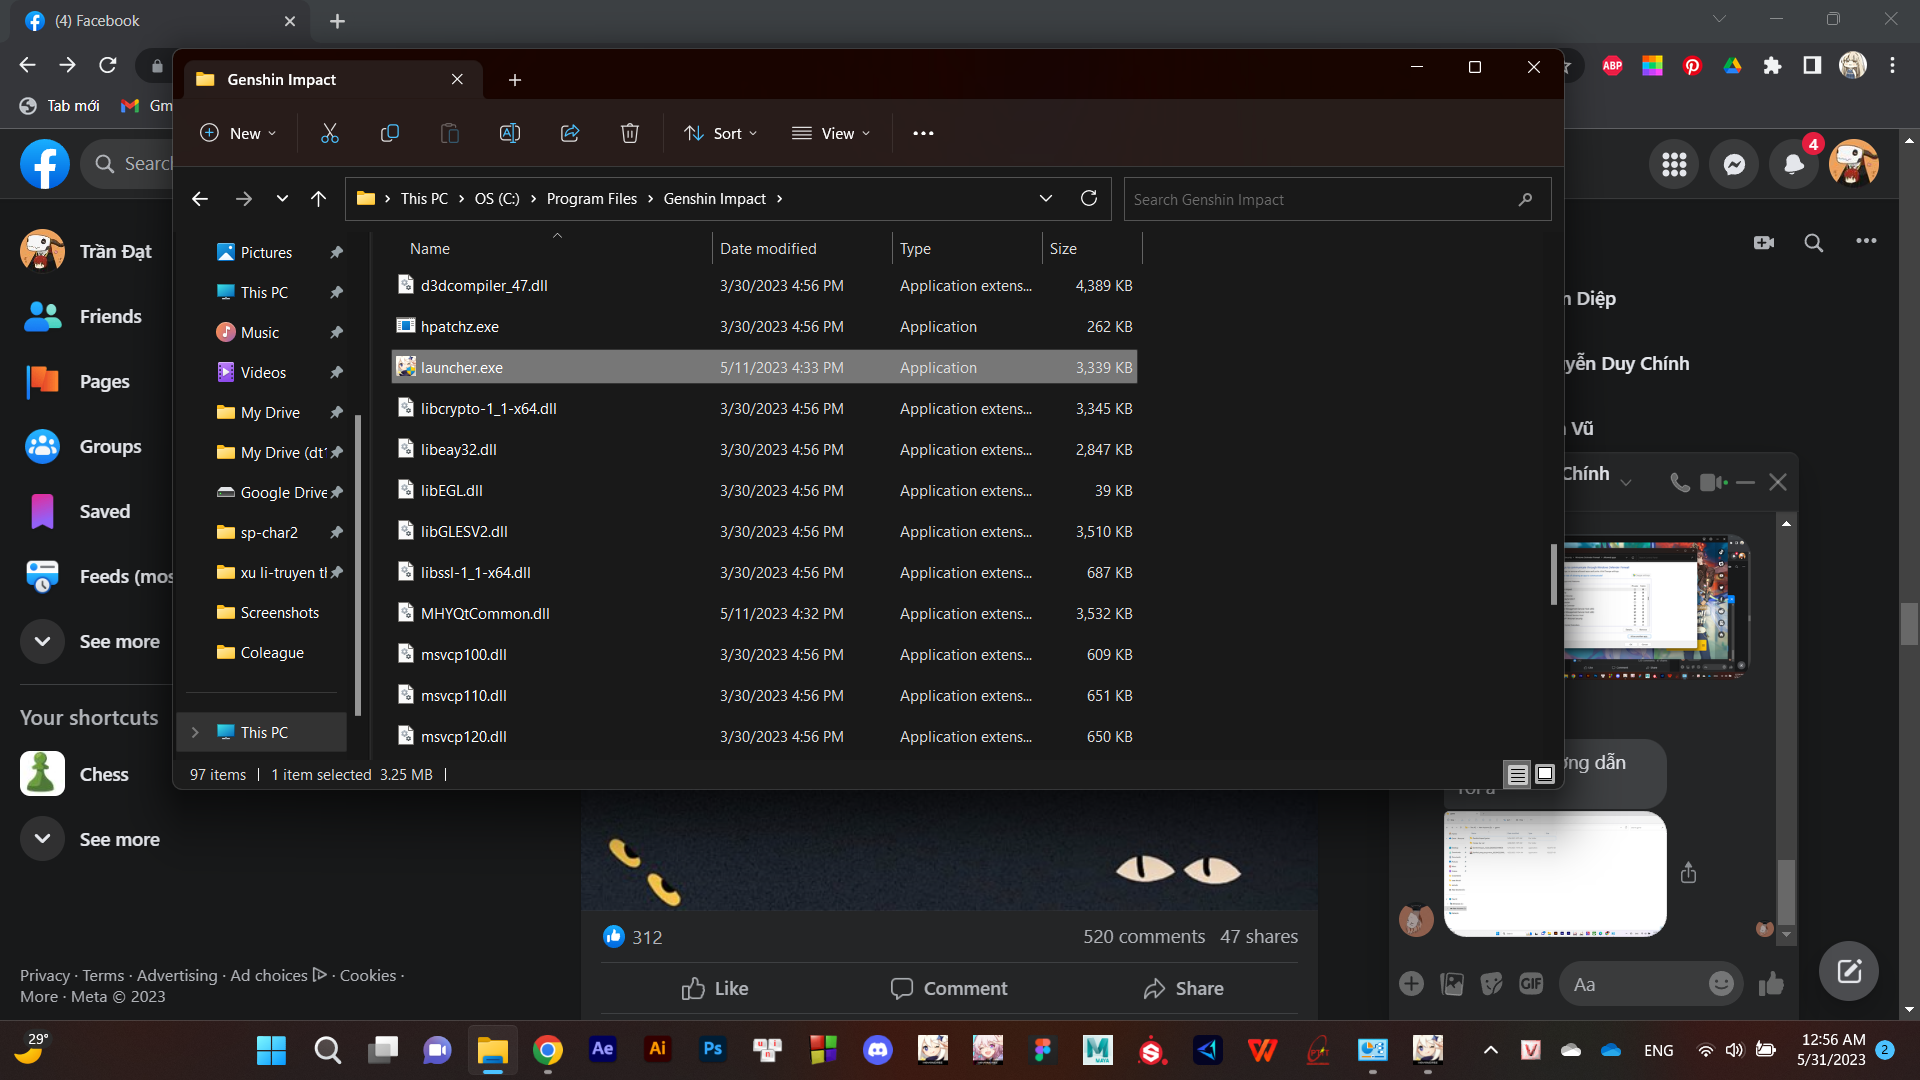 (4) Facebook
Tab mới
Gm
ABP
Genshin Impact
New
Sort
View
This PC
OS (C:)
Program Files
Genshin Impact
Search Genshin Impact
Search
4
Trần Đạt
Friends
Pages
Groups
Saved
Feeds (mos
See more
Your shortcuts
Chess
See more
Privacy · Terms · Advertising · Ad choices · Cookies ·
More · Meta © 2023
Pictures
This PC
Music
Videos
My Drive
My Drive (dt1
Google Drive
sp-char2
xu li-truyen th
Screenshots
Coleague
This PC
Name Date modified Type Size
d3dcompiler_47.dll 3/30/2023 4:56 PM Application extens... 4,389 KB
hpatchz.exe 3/30/2023 4:56 PM Application 262 KB
launcher.exe 5/11/2023 4:33 PM Application 3,339 KB
libcrypto-1_1-x64.dll 3/30/2023 4:56 PM Application extens... 3,345 KB
libeay32.dll 3/30/2023 4:56 PM Application extens... 2,847 KB
libEGL.dll 3/30/2023 4:56 PM Application extens... 39 KB
libGLESV2.dll 3/30/2023 4:56 PM Application extens... 3,510 KB
libssl-1_1-x64.dll 3/30/2023 4:56 PM Application extens... 687 KB
MHYQtCommon.dll 5/11/2023 4:32 PM Application extens... 3,532 KB
msvcp100.dll 3/30/2023 4:56 PM Application extens... 609 KB
msvcp110.dll 3/30/2023 4:56 PM Application extens... 651 KB
msvcp120.dll 3/30/2023 4:56 PM Application extens... 650 KB
97 items 1 item selected 3.25 MB
n Diệp
yễn Duy Chính
Vũ
Chính
ơng dẫn
312
520 comments 47 shares
Like
Comment
Share
GIF
Aa
29°
Ae
Ai
Ps
ENG
12:56 AM
5/31/2023
2